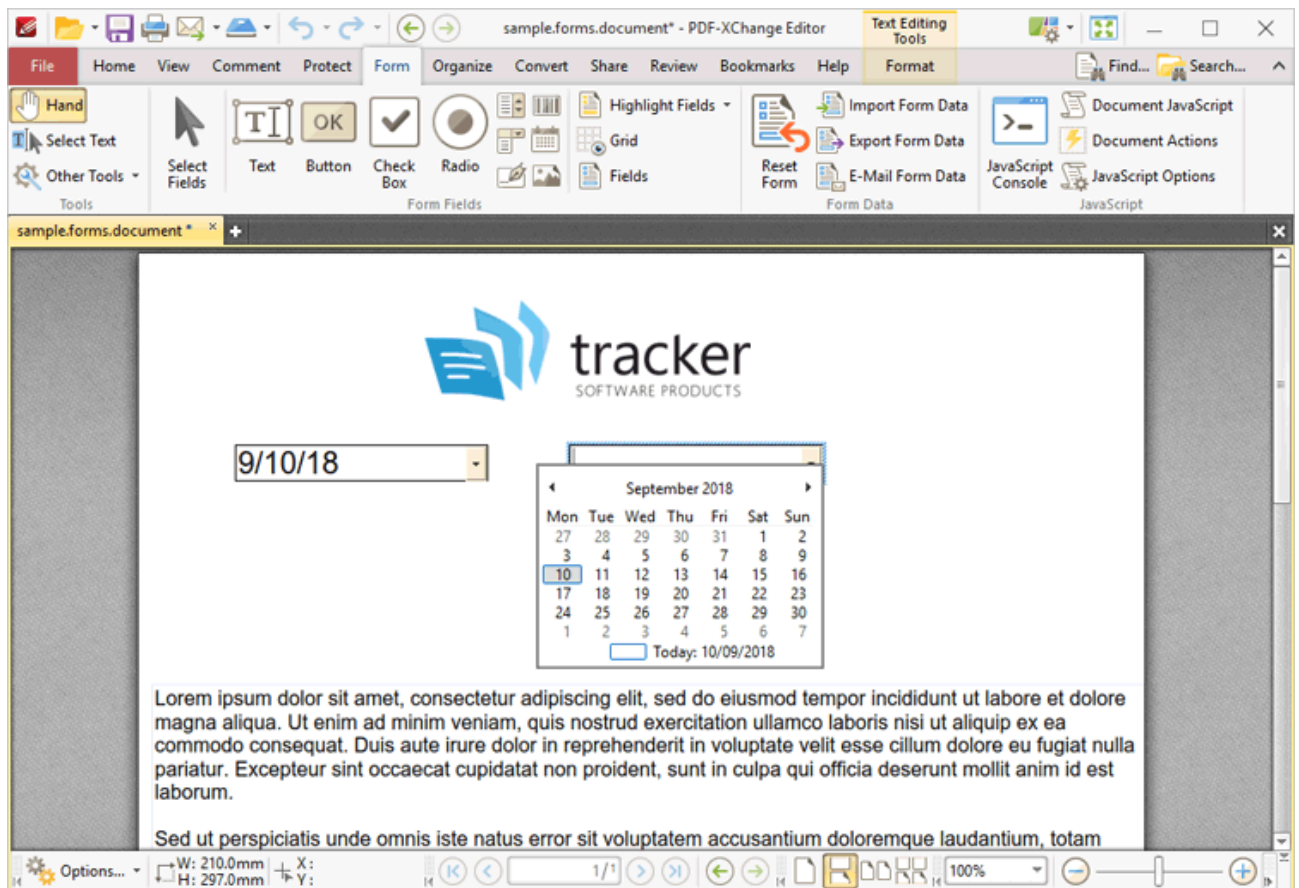 sample.forms.document* - PDF-XChange Editor
Text Editing Tools
File Home View Comment Protect Form Organize Convert Share Review Bookmarks Help Format Find... Search...
Hand
Select Text
Other Tools
Tools
Select Fields
Text
Button
OK
Check Box
Radio
Highlight Fields
Grid
Fields
Form Fields
Reset Form
Import Form Data
Export Form Data
E-Mail Form Data
Form Data
JavaScript Console
Document JavaScript
Document Actions
JavaScript Options
JavaScript
sample.forms.document *
tracker
SOFTWARE PRODUCTS
9/10/18
September 2018
Mon Tue Wed Thu Fri Sat Sun
27 28 29 30 31 1 2
3 4 5 6 7 8 9
10 11 12 13 14 15 16
17 18 19 20 21 22 23
24 25 26 27 28 29 30
1 2 3 4 5 6 7
Today: 10/09/2018
Lorem ipsum dolor sit amet, consectetur adipiscing elit, sed do eiusmod tempor incididunt ut labore et dolore
magna aliqua. Ut enim ad minim veniam, quis nostrud exercitation ullamco laboris nisi ut aliquip ex ea
commodo consequat. Duis aute irure dolor in reprehenderit in voluptate velit esse cillum dolore eu fugiat nulla
pariatur. Excepteur sint occaecat cupidatat non proident, sunt in culpa qui officia deserunt mollit anim id est
laborum.
Sed ut perspiciatis unde omnis iste natus error sit voluptatem accusantium doloremque laudantium, totam
Options...
W: 210.0mm
H: 297.0mm
X:
Y:
1/1
100%